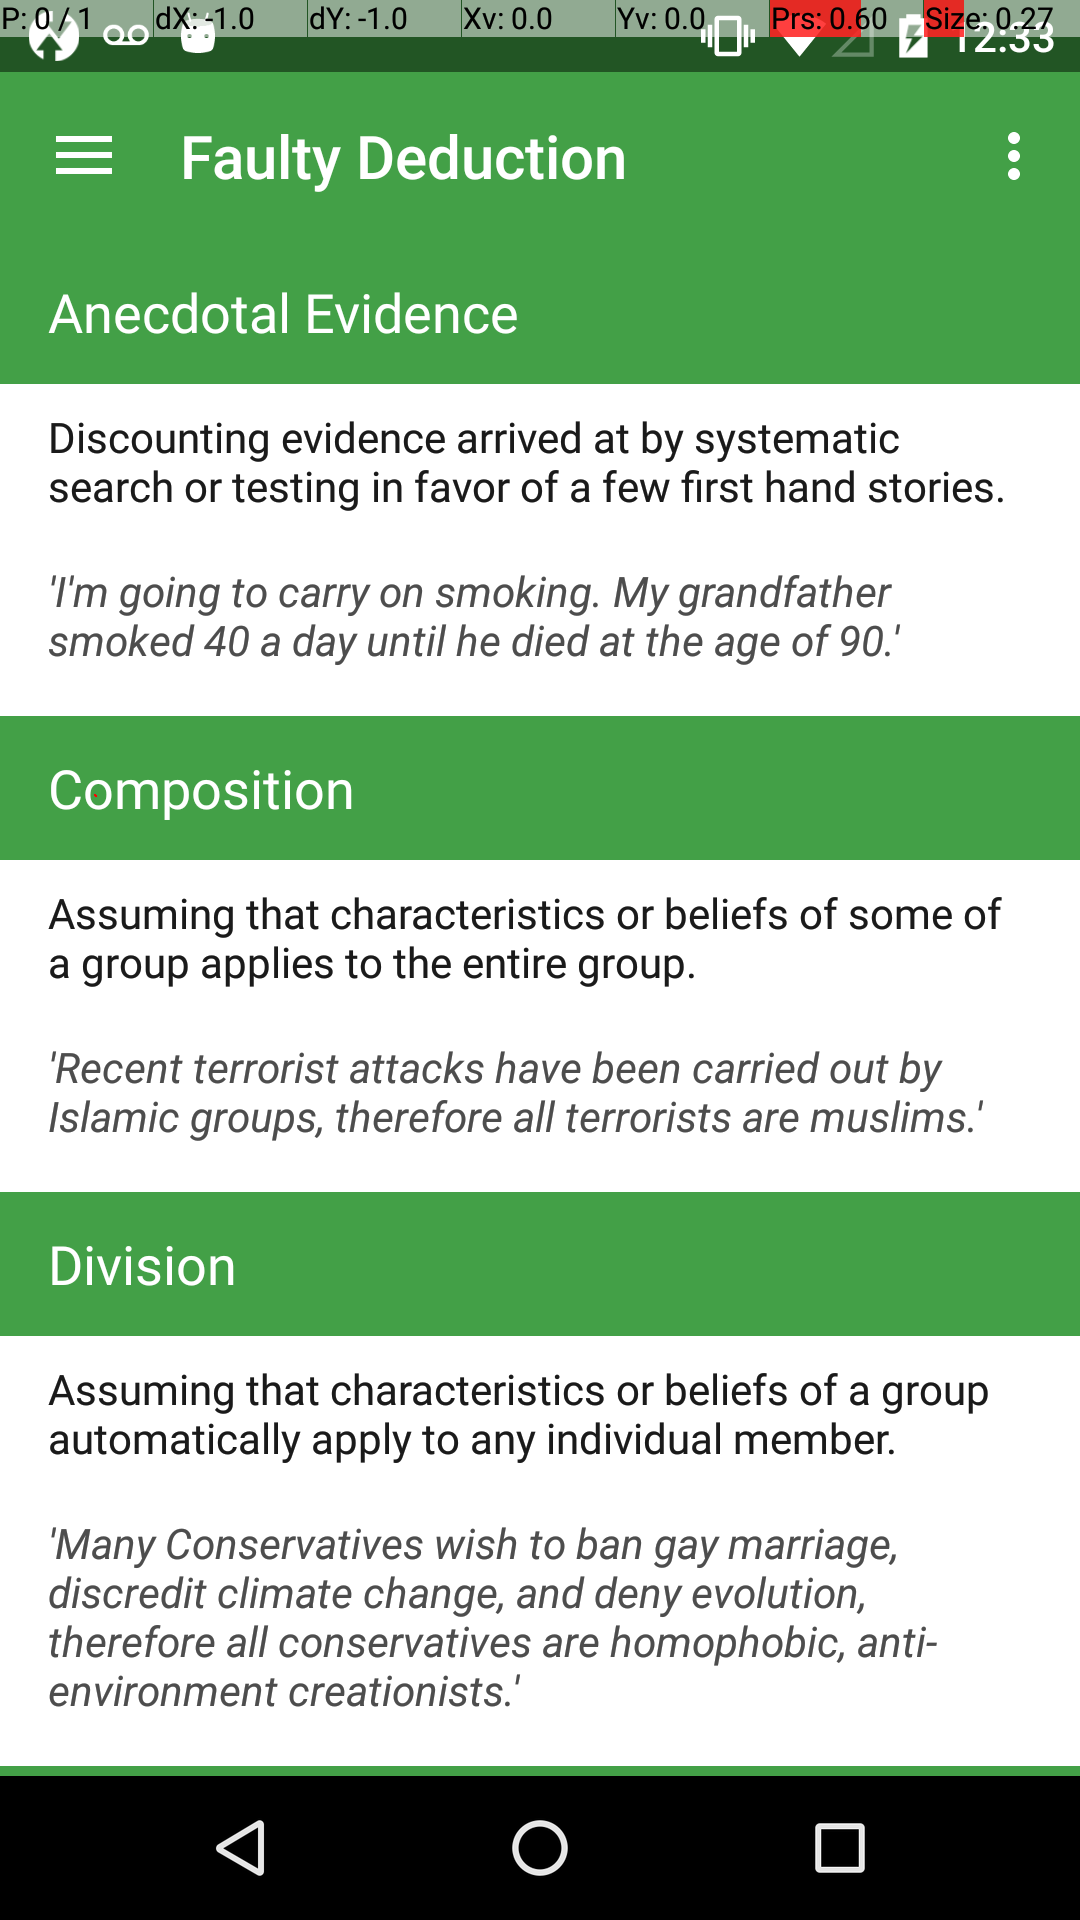 P: 0 / 1 dX: -1.0 dY: -1.0 Xv: 0.0 Yv: 0.0 Prs: 0.60 Size: 0.27
12:33
Faulty Deduction
Anecdotal Evidence
Discounting evidence arrived at by systematic
search or testing in favor of a few first hand stories.
'I'm going to carry on smoking. My grandfather
smoked 40 a day until he died at the age of 90.'
Composition
Assuming that characteristics or beliefs of some of
a group applies to the entire group.
'Recent terrorist attacks have been carried out by
Islamic groups, therefore all terrorists are muslims.'
Division
Assuming that characteristics or beliefs of a group
automatically apply to any individual member.
'Many Conservatives wish to ban gay marriage,
discredit climate change, and deny evolution,
therefore all conservatives are homophobic, anti-
environment creationists.'